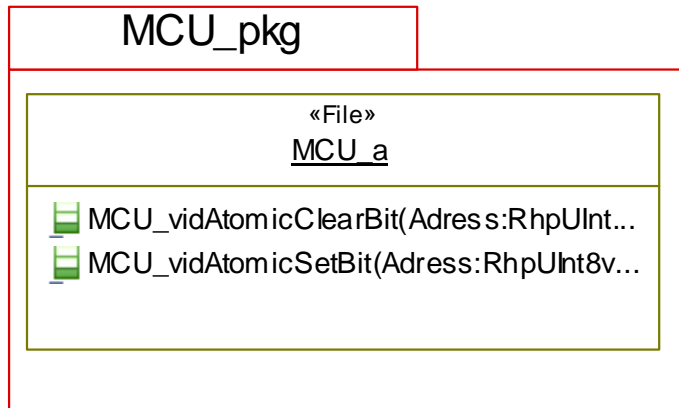 MCU_pkg
«File»
MCU_a
MCU_vidAtomicClearBit(Adress:RhpUInt...
MCU_vidAtomicSetBit(Adress:RhpUInt8v...